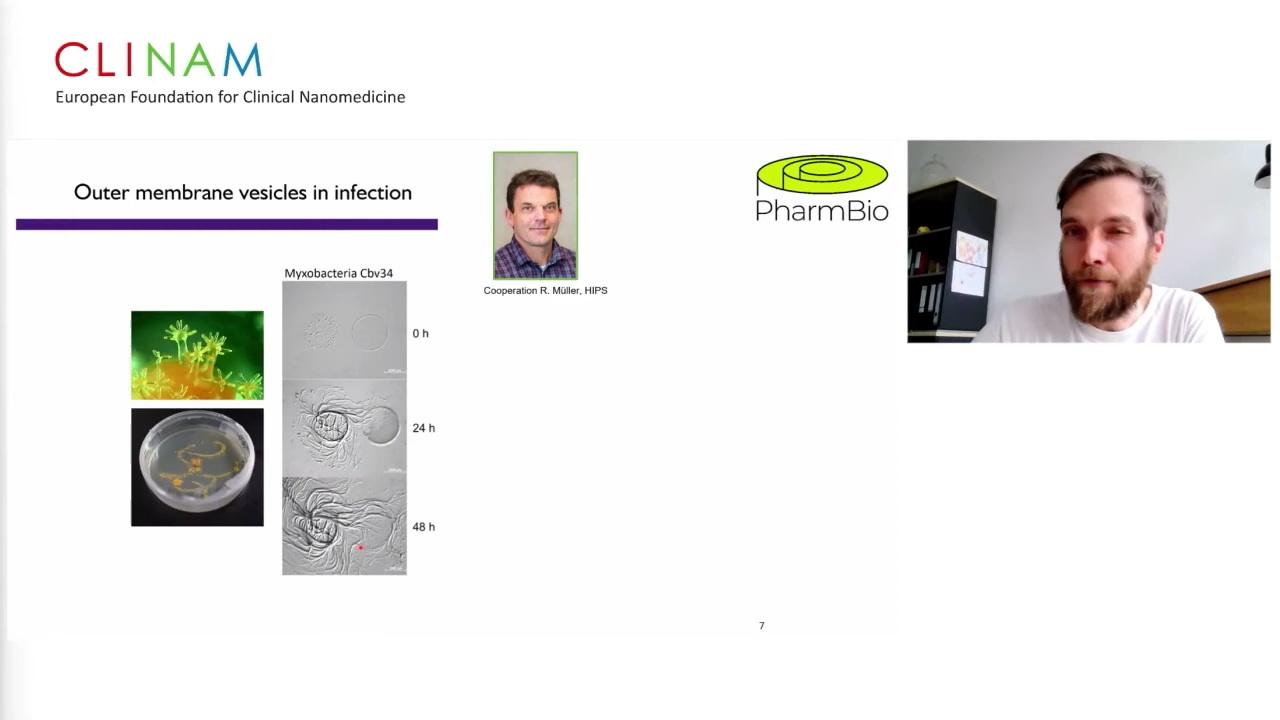 CLINAM
European Foundation for Clinical Nanomedicine
Outer membrane vesicles in infection
PharmBio
Myxobacteria Cbv34
Cooperation R. Müller, HIPS
0 h
24 h
48 h
7